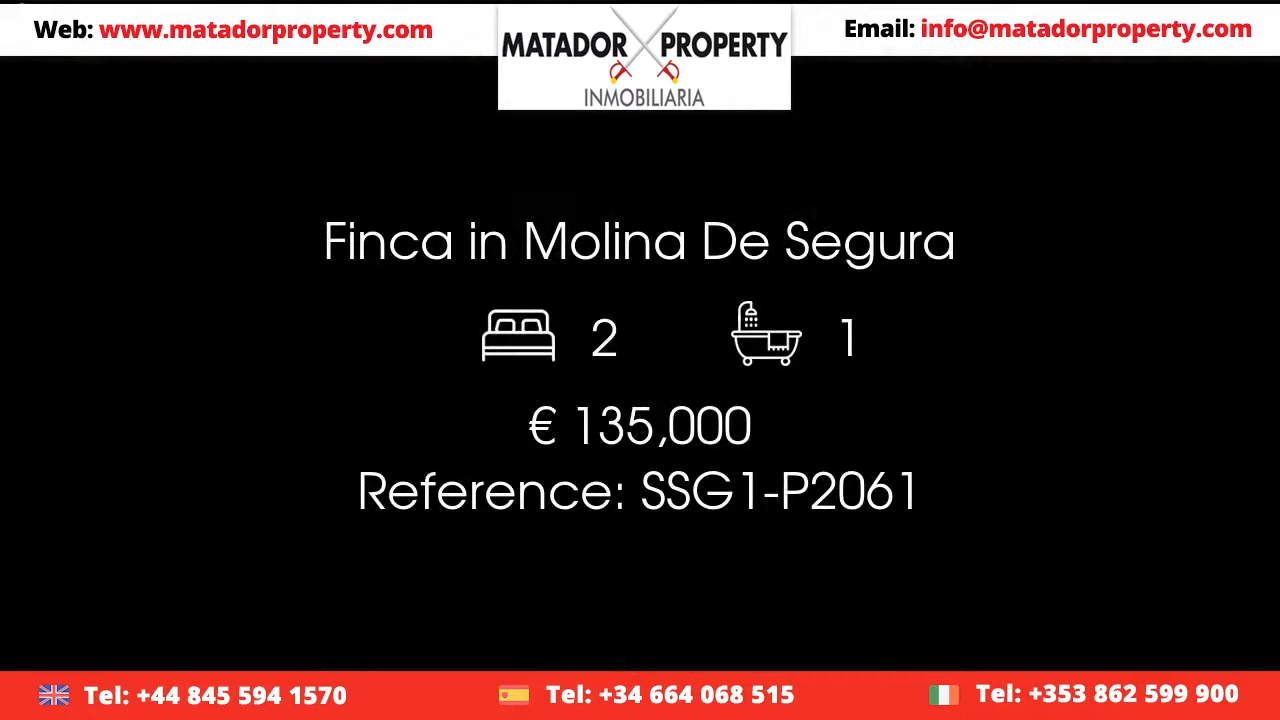 Web: www.matadorproperty.com
MATADOR PROPERTY
INMOBILIARIA
Email: info@matadorproperty.com
Finca in Molina De Segura
2 1
€ 135,000
Reference: SSG1-P2061
Tel: +44 845 594 1570
Tel: +34 664 068 515
Tel: +353 862 599 900